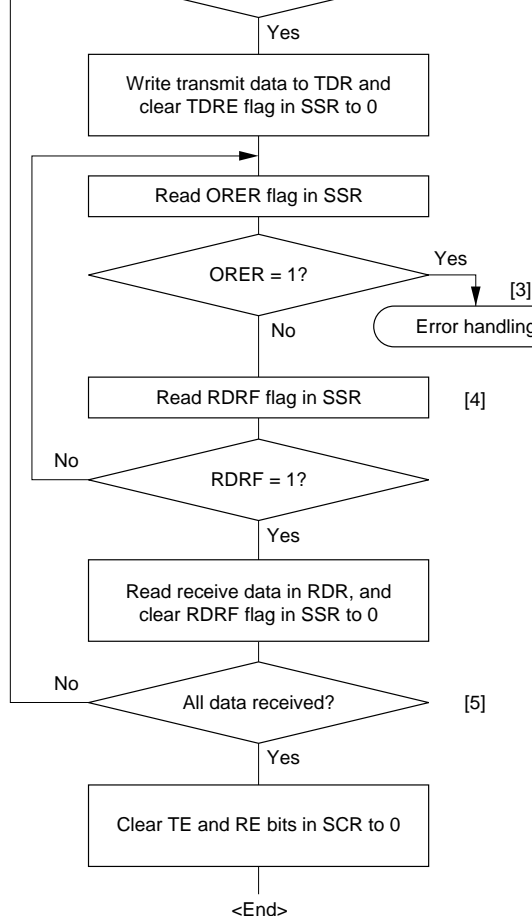 Yes
Write transmit data to TDR and
clear TDRE flag in SSR to 0
Read ORER flag in SSR
ORER = 1?
Yes
[3]
Error handling
No
Read RDRF flag in SSR
[4]
No
RDRF = 1?
Yes
Read receive data in RDR, and
clear RDRF flag in SSR to 0
No
All data received?
[5]
Yes
Clear TE and RE bits in SCR to 0
<End>